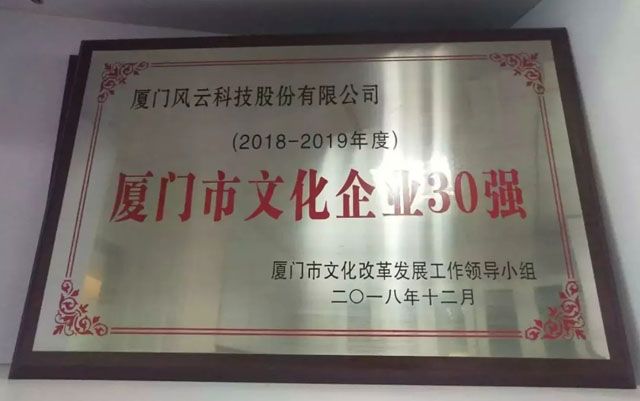 厦门风云科技股份有限公司
(2018-2019年度)
厦门市文化企业30强
厦门市文化改革发展工作领导小组
二〇一八年十二月